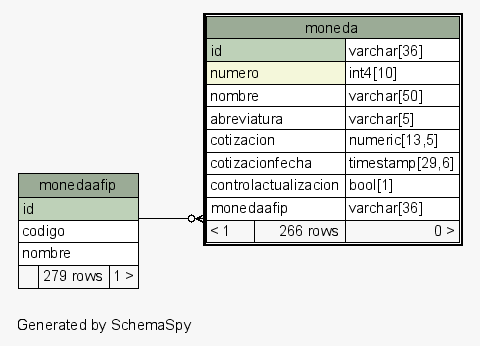 moneda
id varchar[36]
numero int4[10]
nombre varchar[50]
abreviatura varchar[5]
cotizacion numeric[13,5]
cotizacionfecha timestamp[29,6]
controlactualizacion bool[1]
monedaafip varchar[36]
< 1 266 rows 0 >
monedaafip
id
codigo
nombre
279 rows 1 >
Generated by SchemaSpy